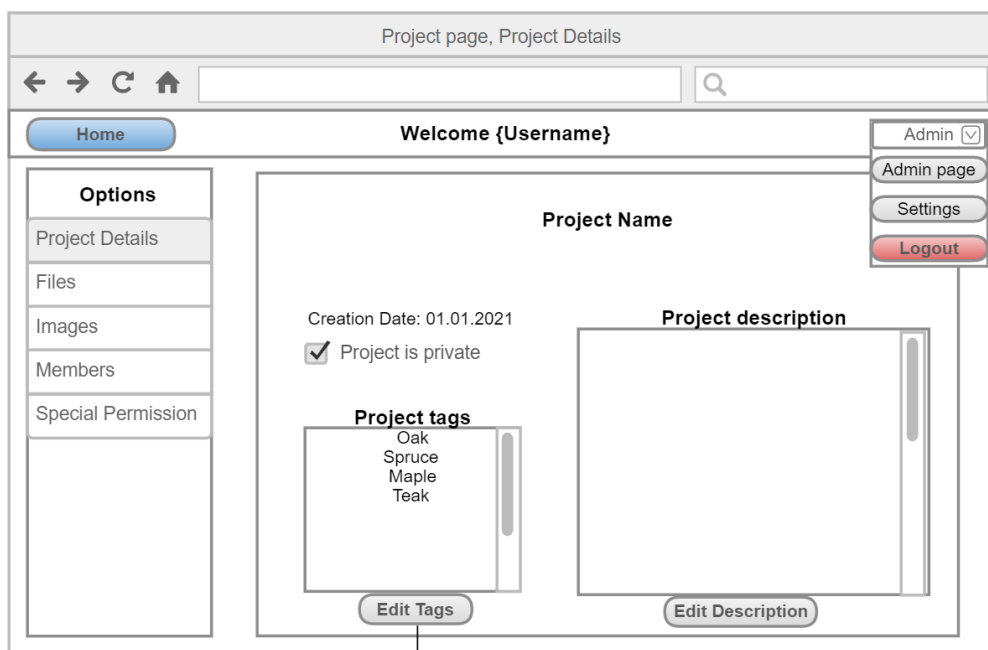 Project page, Project Details
Home
Welcome {Username}
Admin
Admin page
Settings
Logout
Options
Project Details
Files
Images
Members
Special Permission
Project Name
Creation Date: 01.01.2021
Project is private
Project tags
Oak
Spruce
Maple
Teak
Edit Tags
Project description
Edit Description